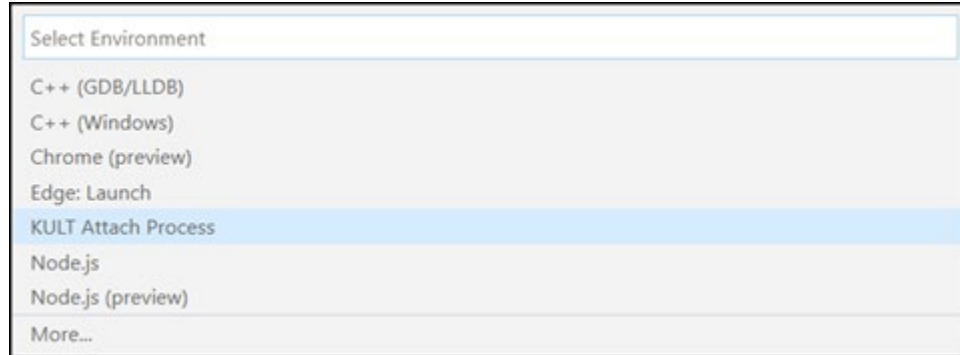 Select Environment
C++ (GDB/LLDB)
C++ (Windows)
Chrome (preview)
Edge: Launch
KULT Attach Process
Node.js
Node.js (preview)
More...